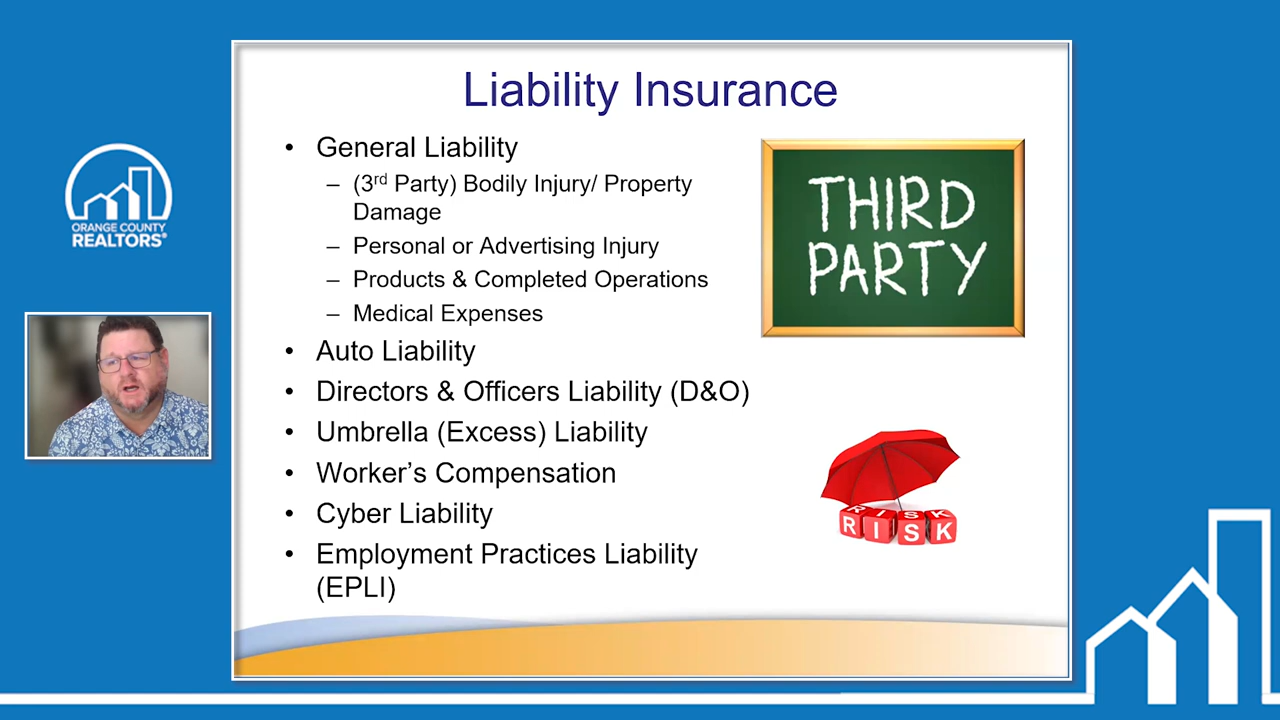 Liability Insurance
• General Liability
– (3rd Party) Bodily Injury/ Property
Damage
– Personal or Advertising Injury
– Products & Completed Operations
– Medical Expenses
• Auto Liability
• Directors & Officers Liability (D&O)
• Umbrella (Excess) Liability
• Worker’s Compensation
• Cyber Liability
• Employment Practices Liability
(EPLI)
THIRD
PARTY
RISK
RISK
ORANGE COUNTY
REALTORS®